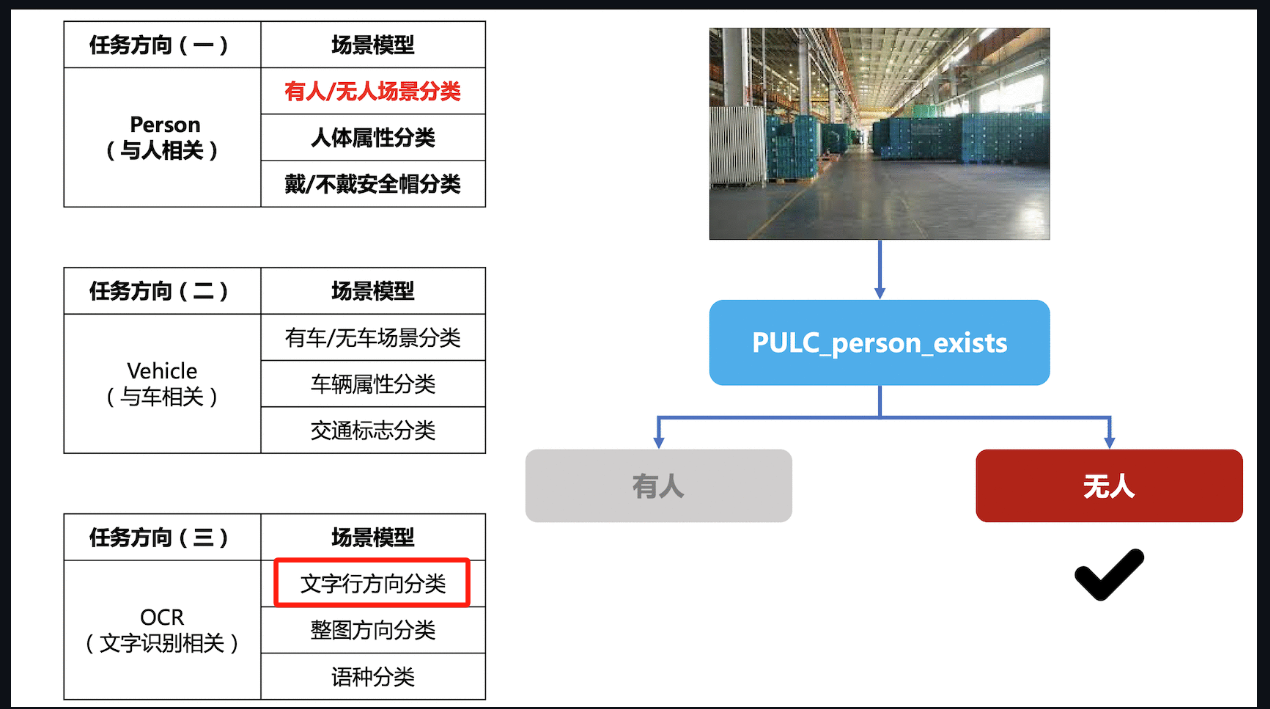 任务方向（一）
场景模型
Person
（与人相关）
有人/无人场景分类
人体属性分类
戴/不戴安全帽分类
任务方向（二）
场景模型
Vehicle
（与车相关）
有车/无车场景分类
车辆属性分类
交通标志分类
任务方向（三）
场景模型
OCR
（文字识别相关）
文字行方向分类
整图方向分类
语种分类
PULC_person_exists
有人
无人